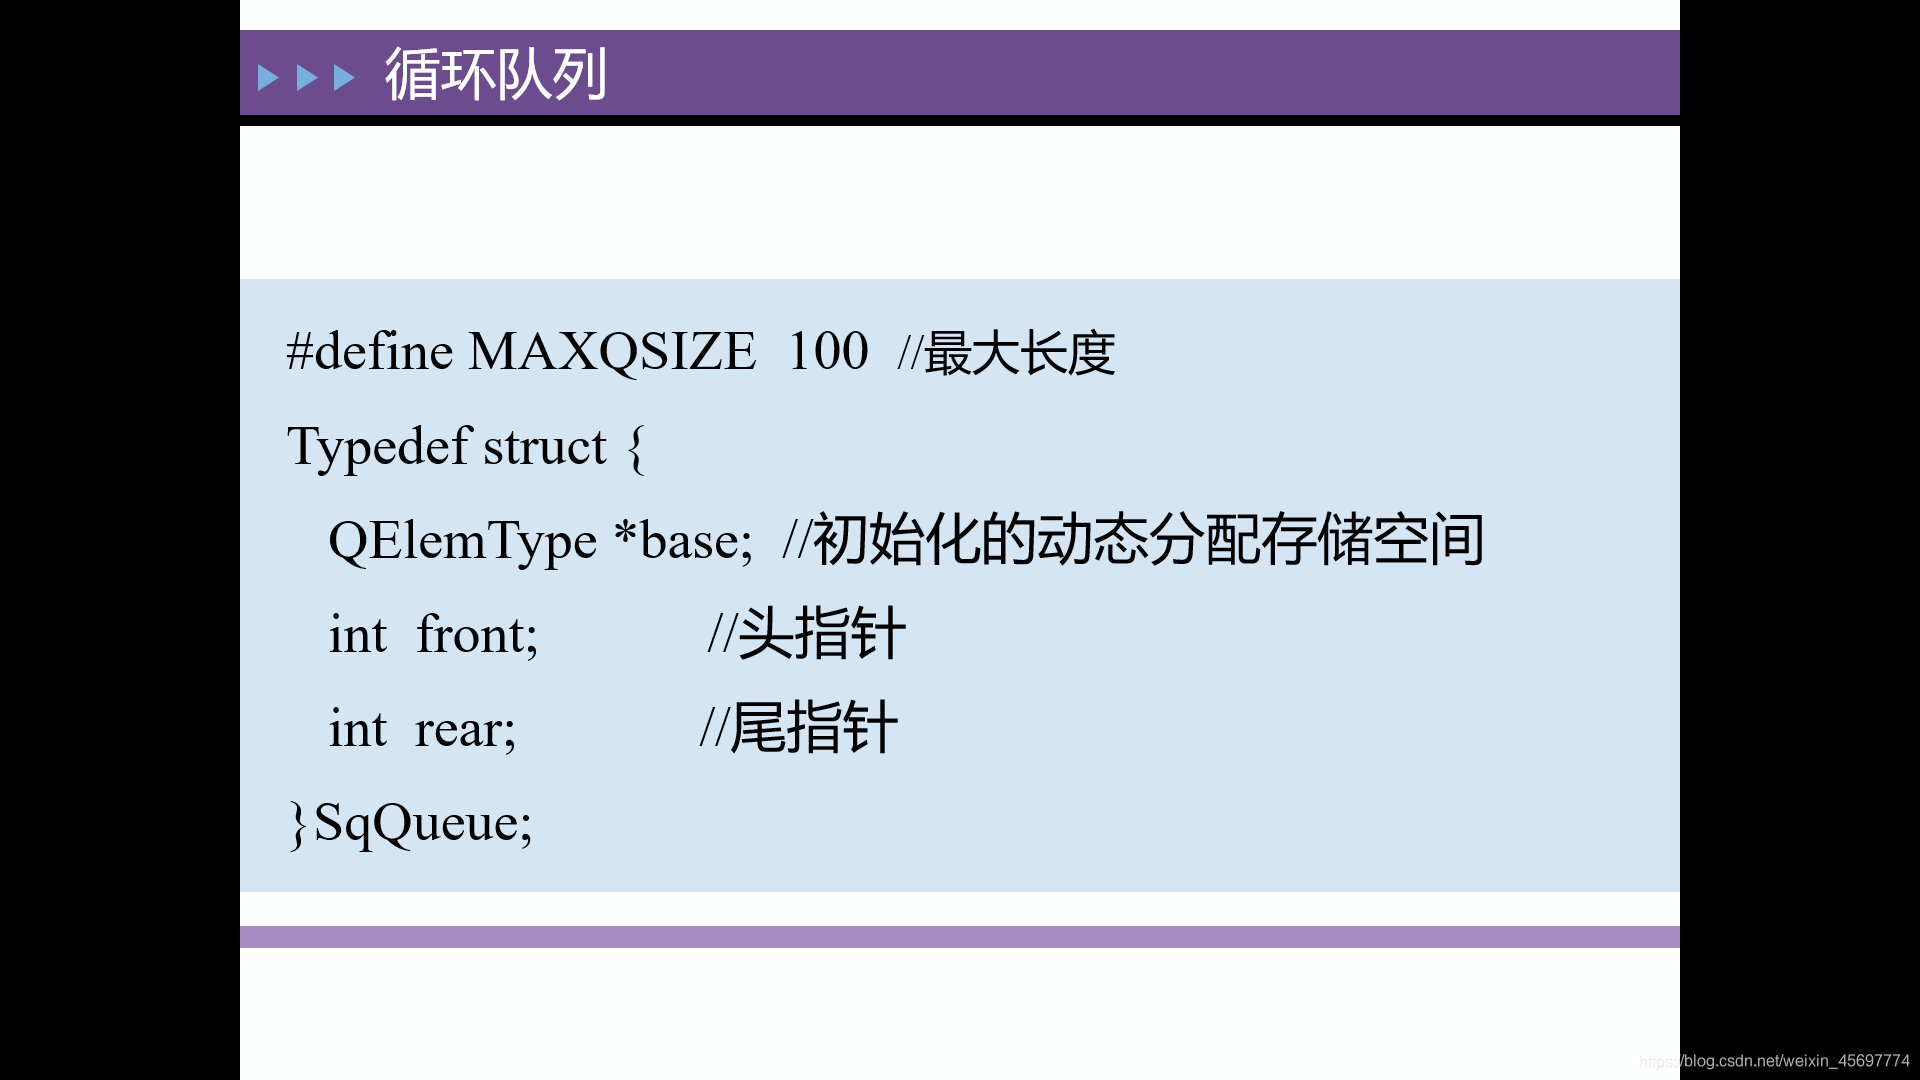 循环队列
#define MAXQSIZE  100  //最大长度
Typedef struct {
QElemType *base;  //初始化的动态分配存储空间
int  front;  //头指针
int  rear;  //尾指针
}SqQueue;
https://blog.csdn.net/weixin_45697774